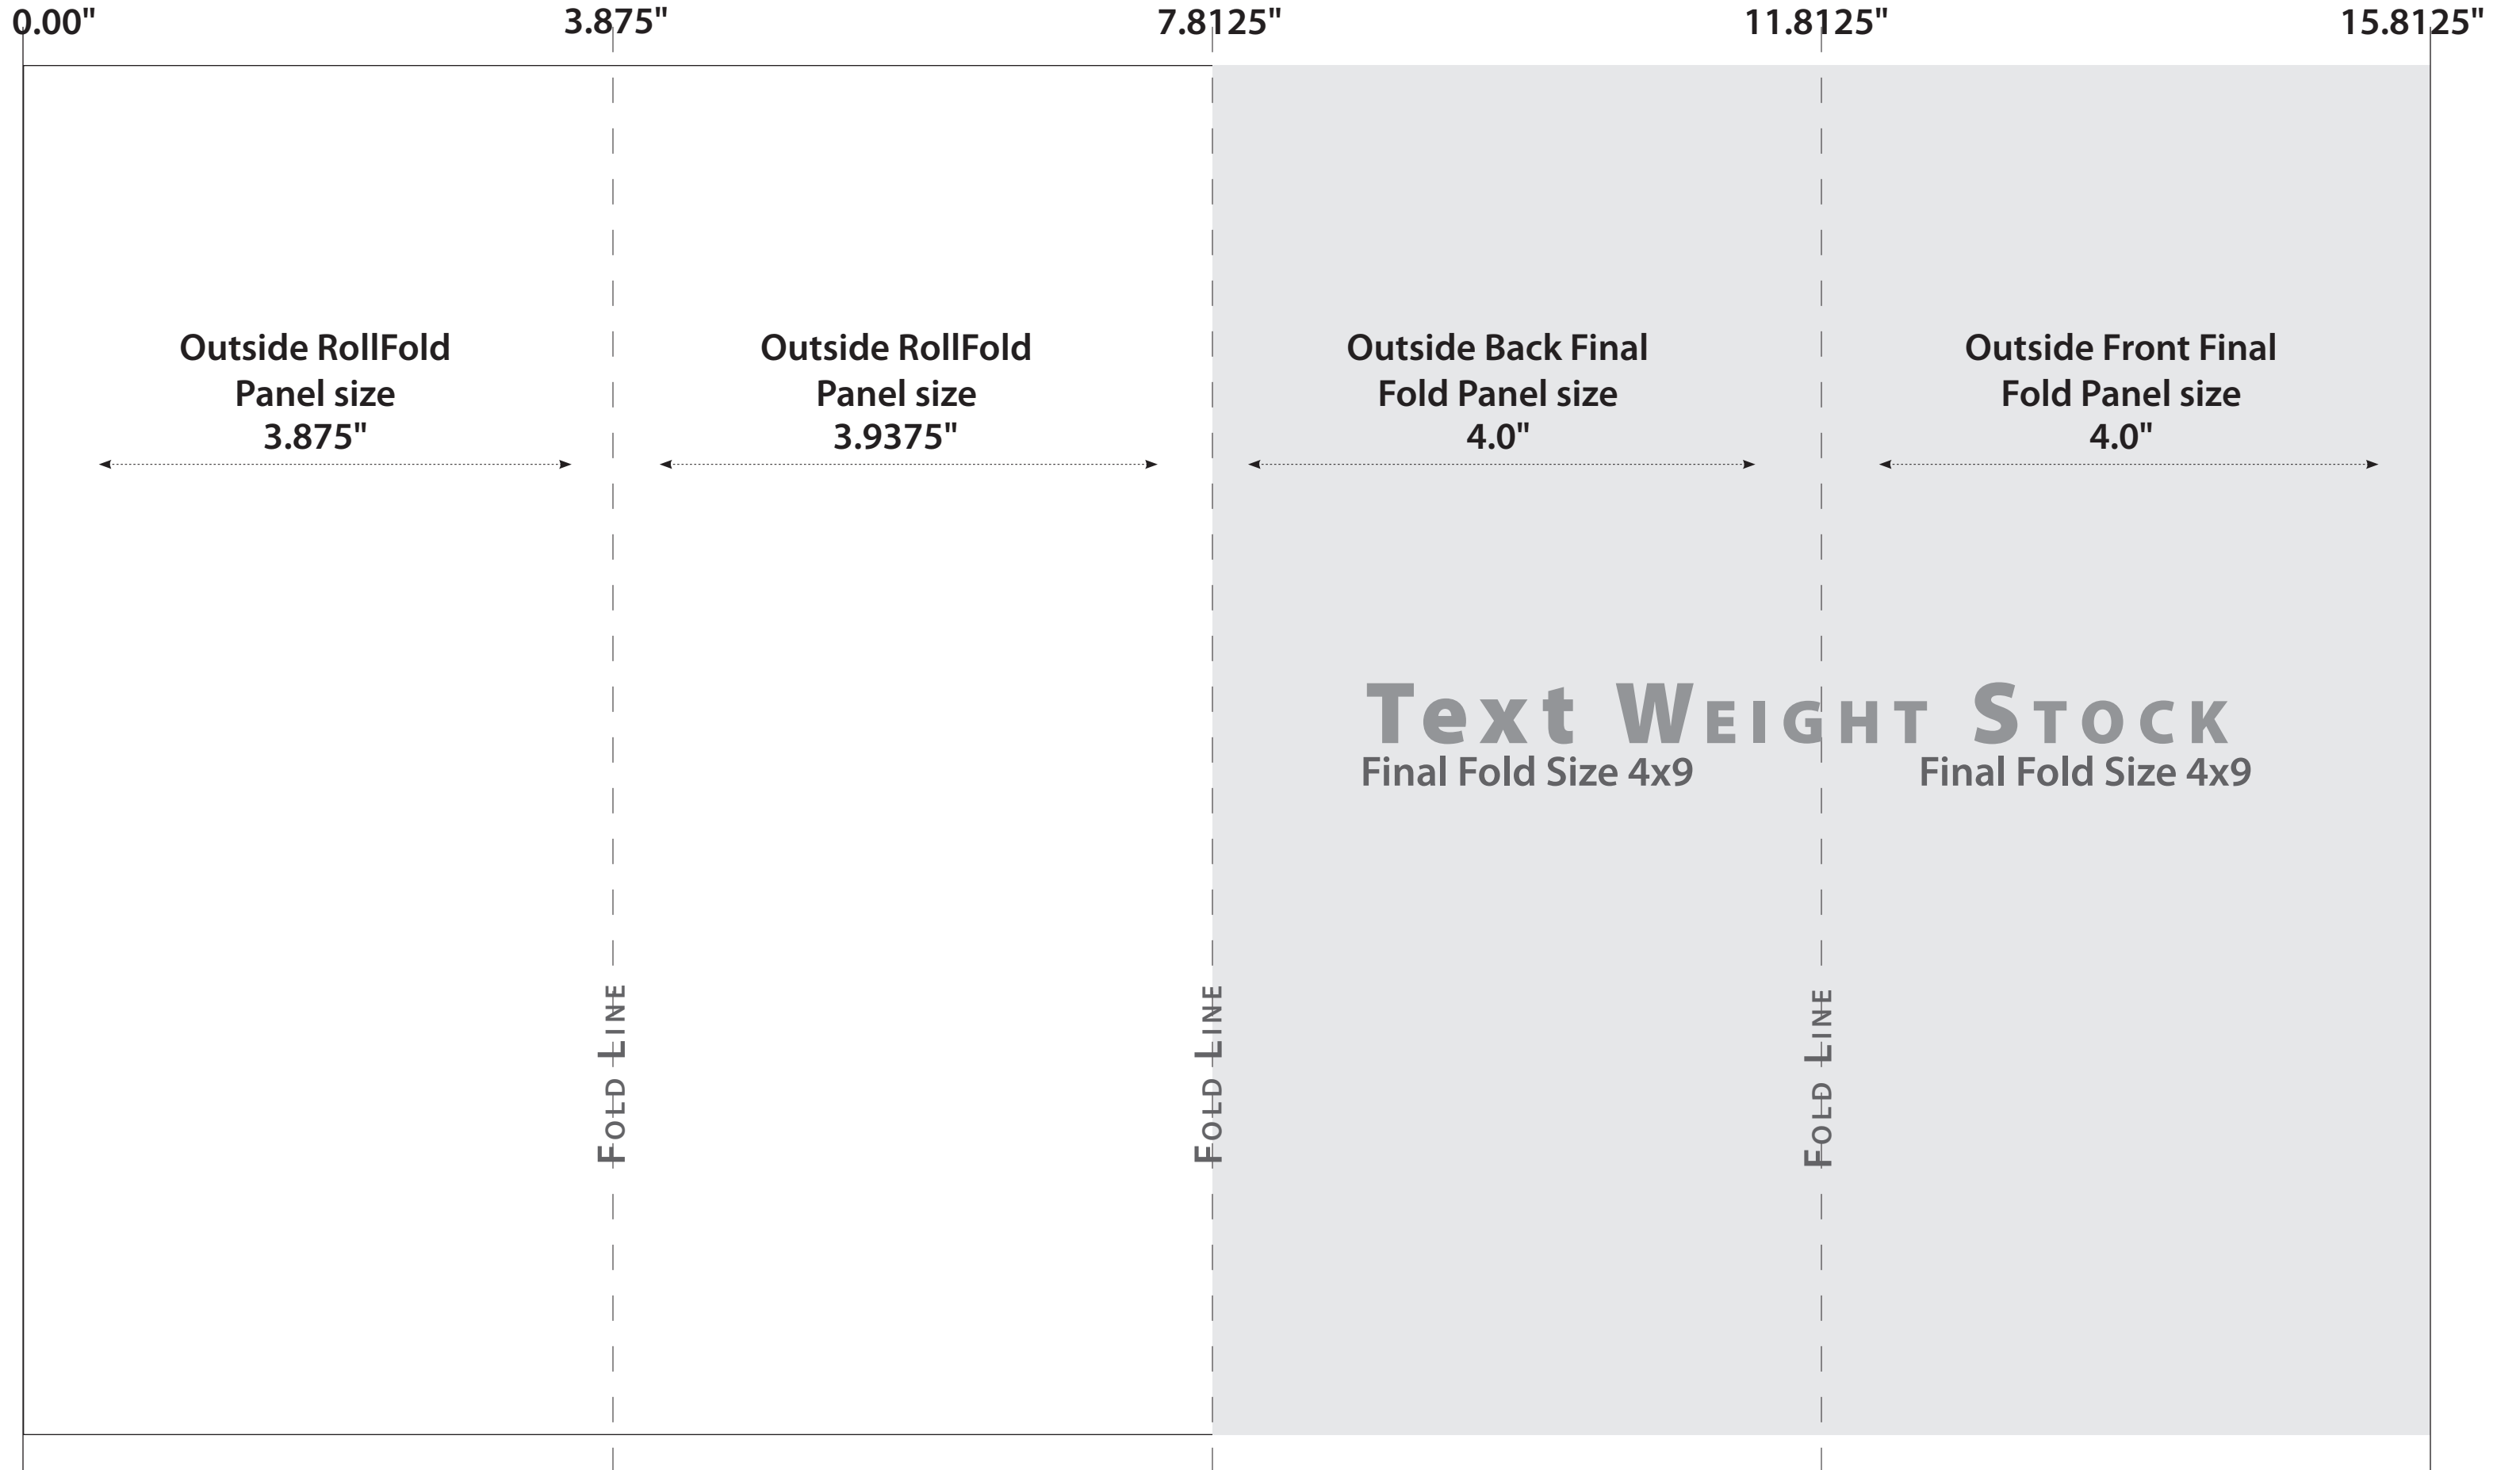 0.00"
3.875"
7.8125"
11.8125"
15.8125"
Outside RollFold
Panel size
3.875"
Outside RollFold
Panel size
3.9375"
Outside Back Final
Fold Panel size
4.0"
Outside Front Final
Fold Panel size
4.0"
Text Weight Stock
Final Fold Size 4x9
Final Fold Size 4x9
Fold Line
Fold Line
Fold Line